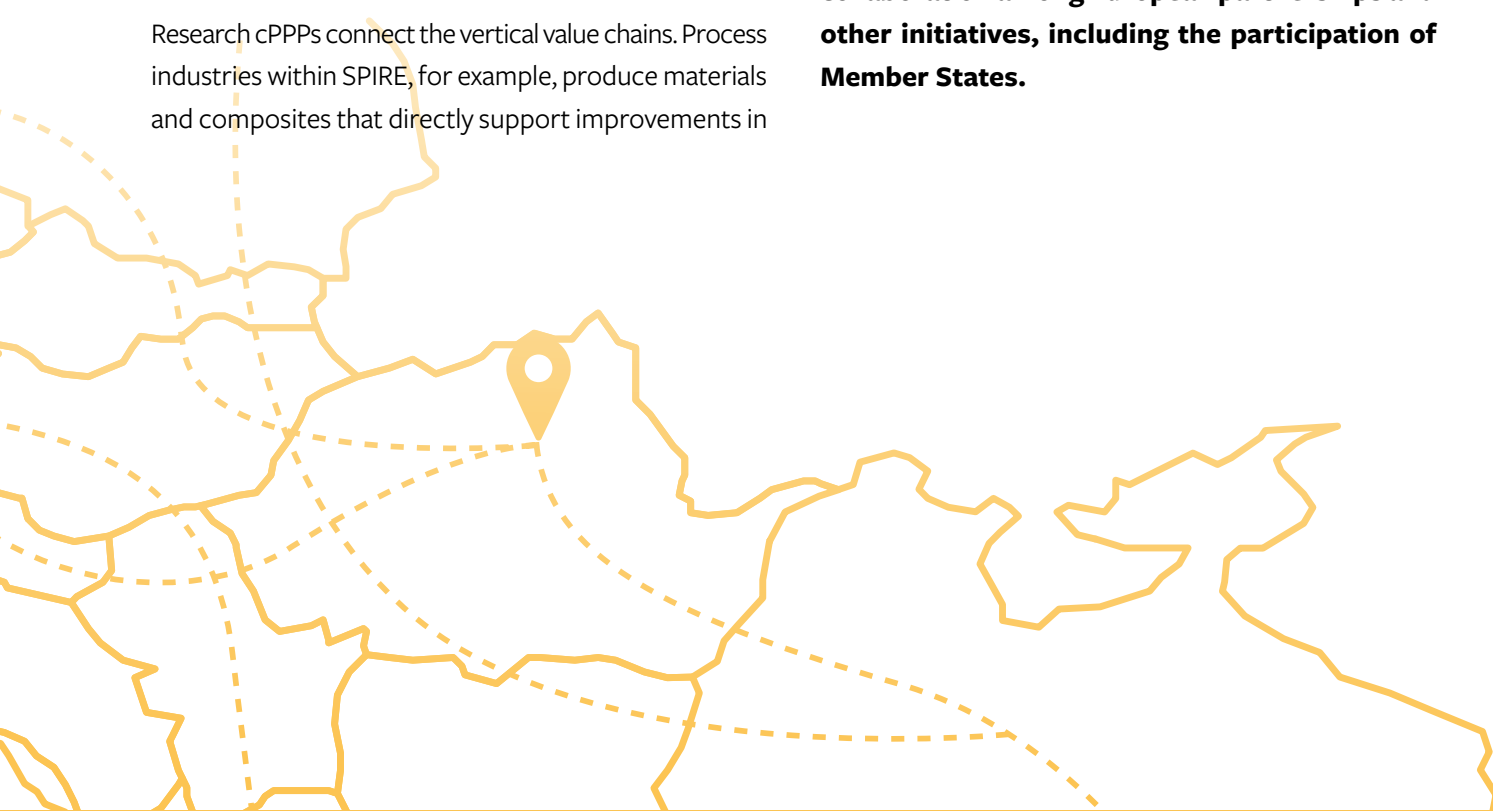 Research cPPPs connect the vertical value chains. Process
industries within SPIRE, for example, produce materials
and composites that directly support improvements in
other initiatives, including the participation of
Member States.